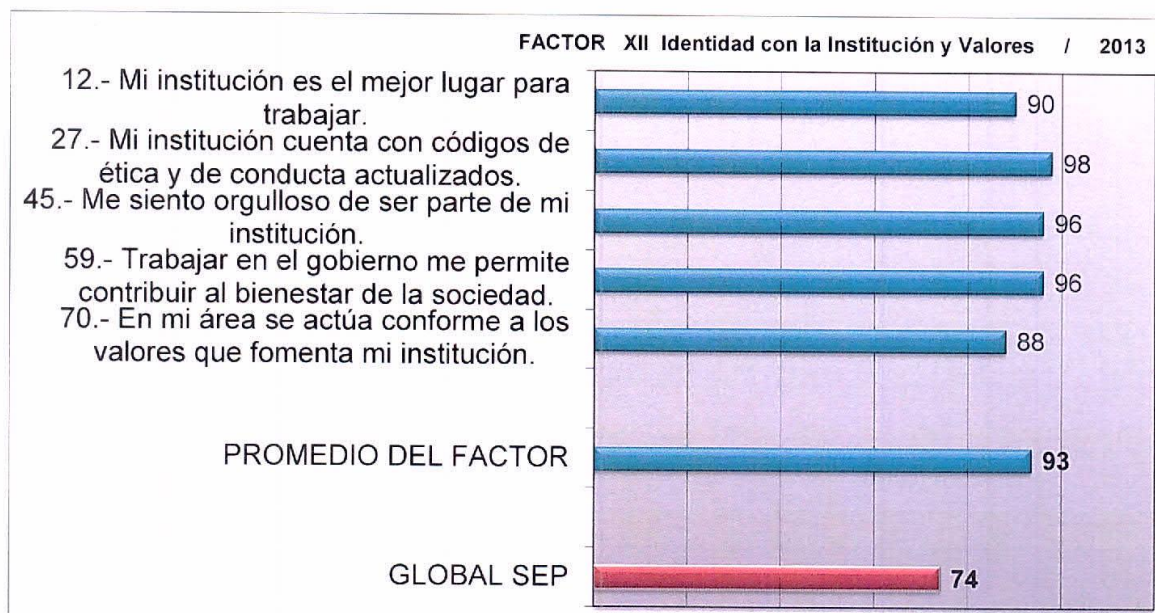 FACTOR XII Identidad con la Institución y Valores / 2013
12.- Mi institución es el mejor lugar para
trabajar.
90
27.- Mi institución cuenta con códigos de
ética y de conducta actualizados.
98
45.- Me siento orgulloso de ser parte de mi
institución.
96
59.- Trabajar en el gobierno me permite
contribuir al bienestar de la sociedad.
96
70.- En mi área se actúa conforme a los
valores que fomenta mi institución.
88
PROMEDIO DEL FACTOR
93
GLOBAL SEP
74